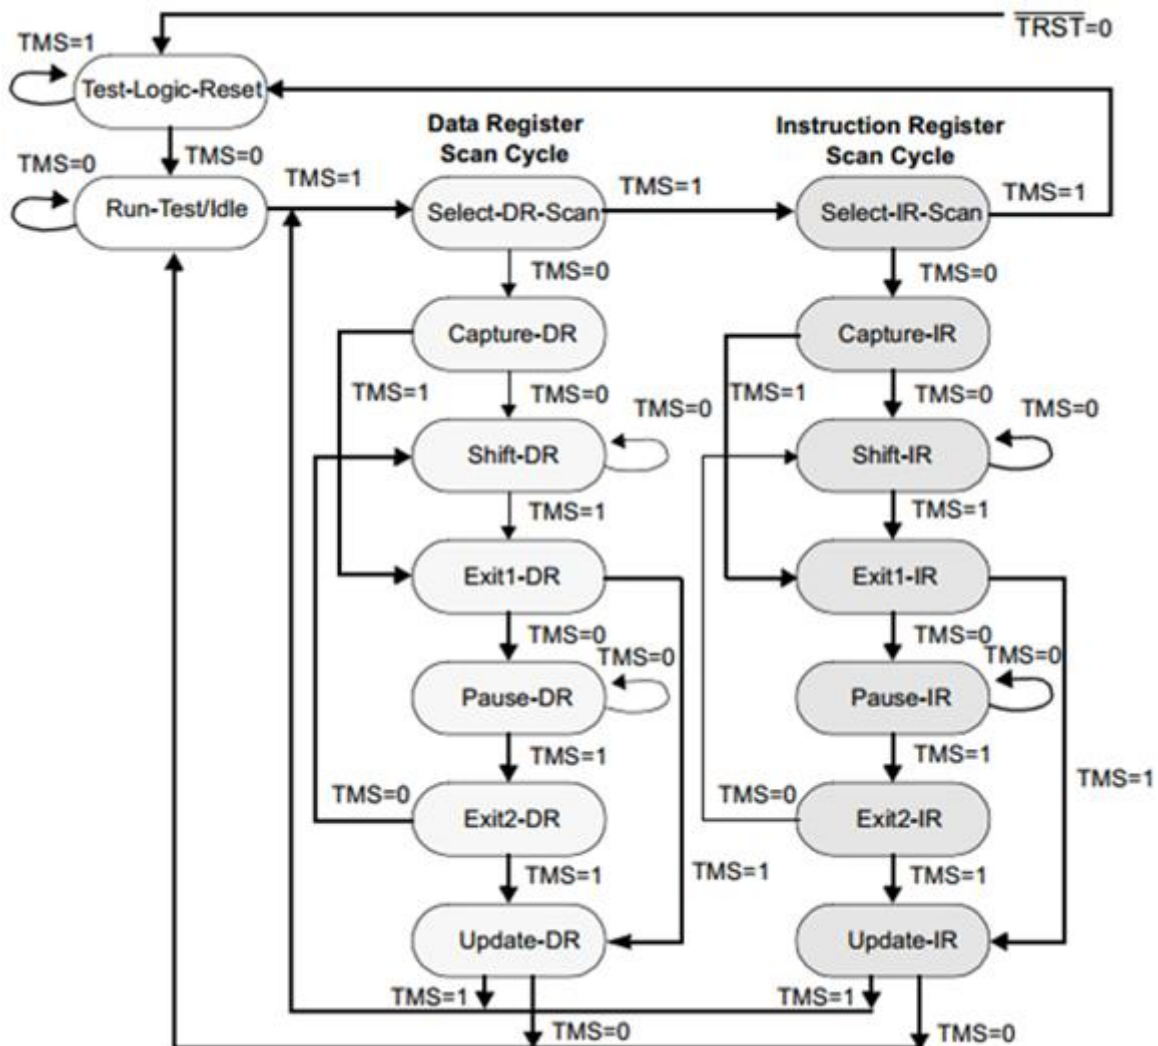 TRST=0
TMS=1
Test-Logic-Reset
Data Register
Scan Cycle
Instruction Register
Scan Cycle
TMS=0
TMS=0
TMS=1
TMS=1
TMS=1
Run-Test/Idle
Select-DR-Scan
Select-IR-Scan
TMS=0
TMS=0
Capture-DR
Capture-IR
TMS=1
TMS=0
TMS=0
TMS=1
TMS=0
TMS=0
Shift-DR
Shift-IR
TMS=1
TMS=1
Exit1-DR
Exit1-IR
TMS=0
TMS=0
TMS=0
TMS=0
Pause-DR
Pause-IR
TMS=1
TMS=1
TMS=1
TMS=0
TMS=0
Exit2-DR
Exit2-IR
TMS=1
TMS=1
TMS=1
Update-DR
Update-IR
TMS=1
TMS=1
TMS=0
TMS=0